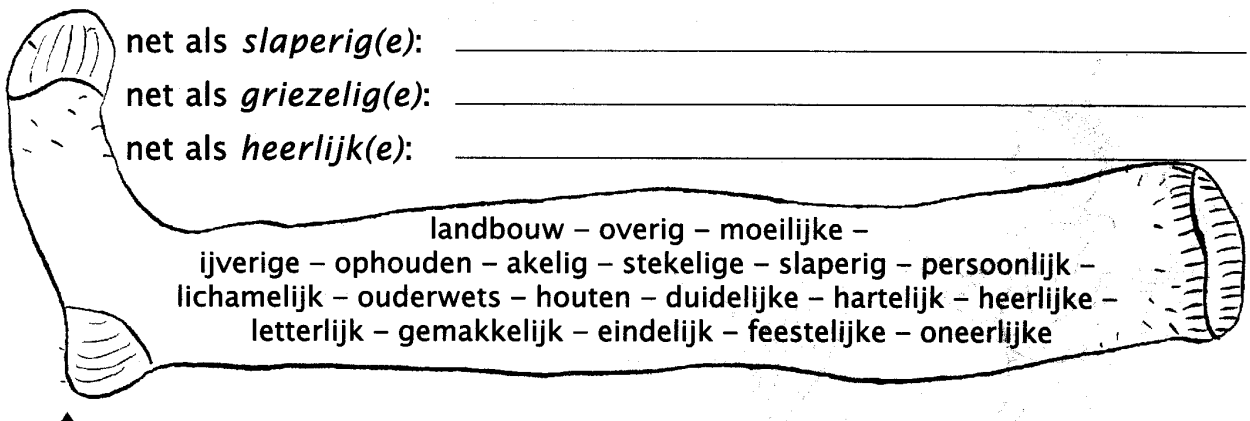 net als slaperig(e):
net als griezelig(e):
net als heerlijk(e):
landbouw – overig – moeilijke –
ijverige – ophouden – akelig – stekelige – slaperig – persoonlijk –
lichamelijk – ouderwets – houten – duidelijke – hartelijk – heerlijke –
letterlijk – gemakkelijk – eindelijk – feestelijke – oneerlijke